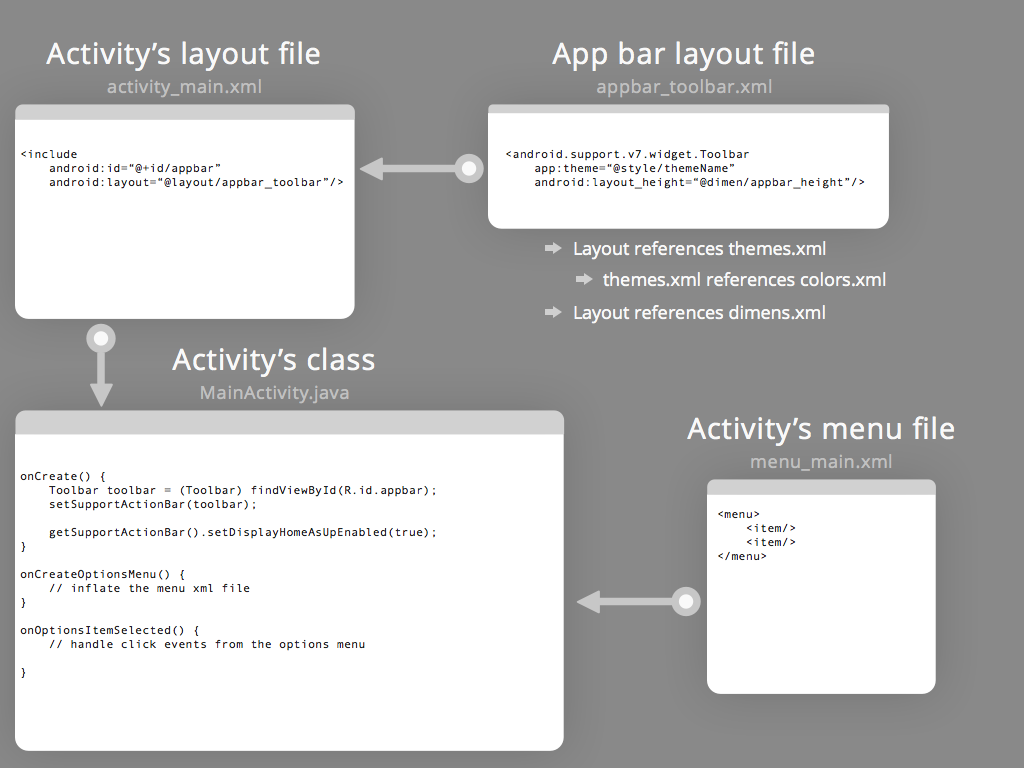 Activity’s layout file
activity_main.xml
<include
    android:id=“@+id/appbar”
    android:layout=“@layout/appbar_toolbar”/>
App bar layout file
appbar_toolbar.xml
<android.support.v7.widget.Toolbar
    app:theme=“@style/themeName”
    android:layout_height=“@dimen/appbar_height”/>
Layout references themes.xml
themes.xml references colors.xml
Layout references dimens.xml
Activity’s class
MainActivity.java
onCreate() {
    Toolbar toolbar = (Toolbar) findViewById(R.id.appbar);
    setSupportActionBar(toolbar);
    getSupportActionBar().setDisplayHomeAsUpEnabled(true);
}
onCreateOptionsMenu() {
    // inflate the menu xml file
}
onOptionsItemSelected() {
    // handle click events from the options menu
}
Activity’s menu file
menu_main.xml
<menu>
    <item/>
    <item/>
</menu>